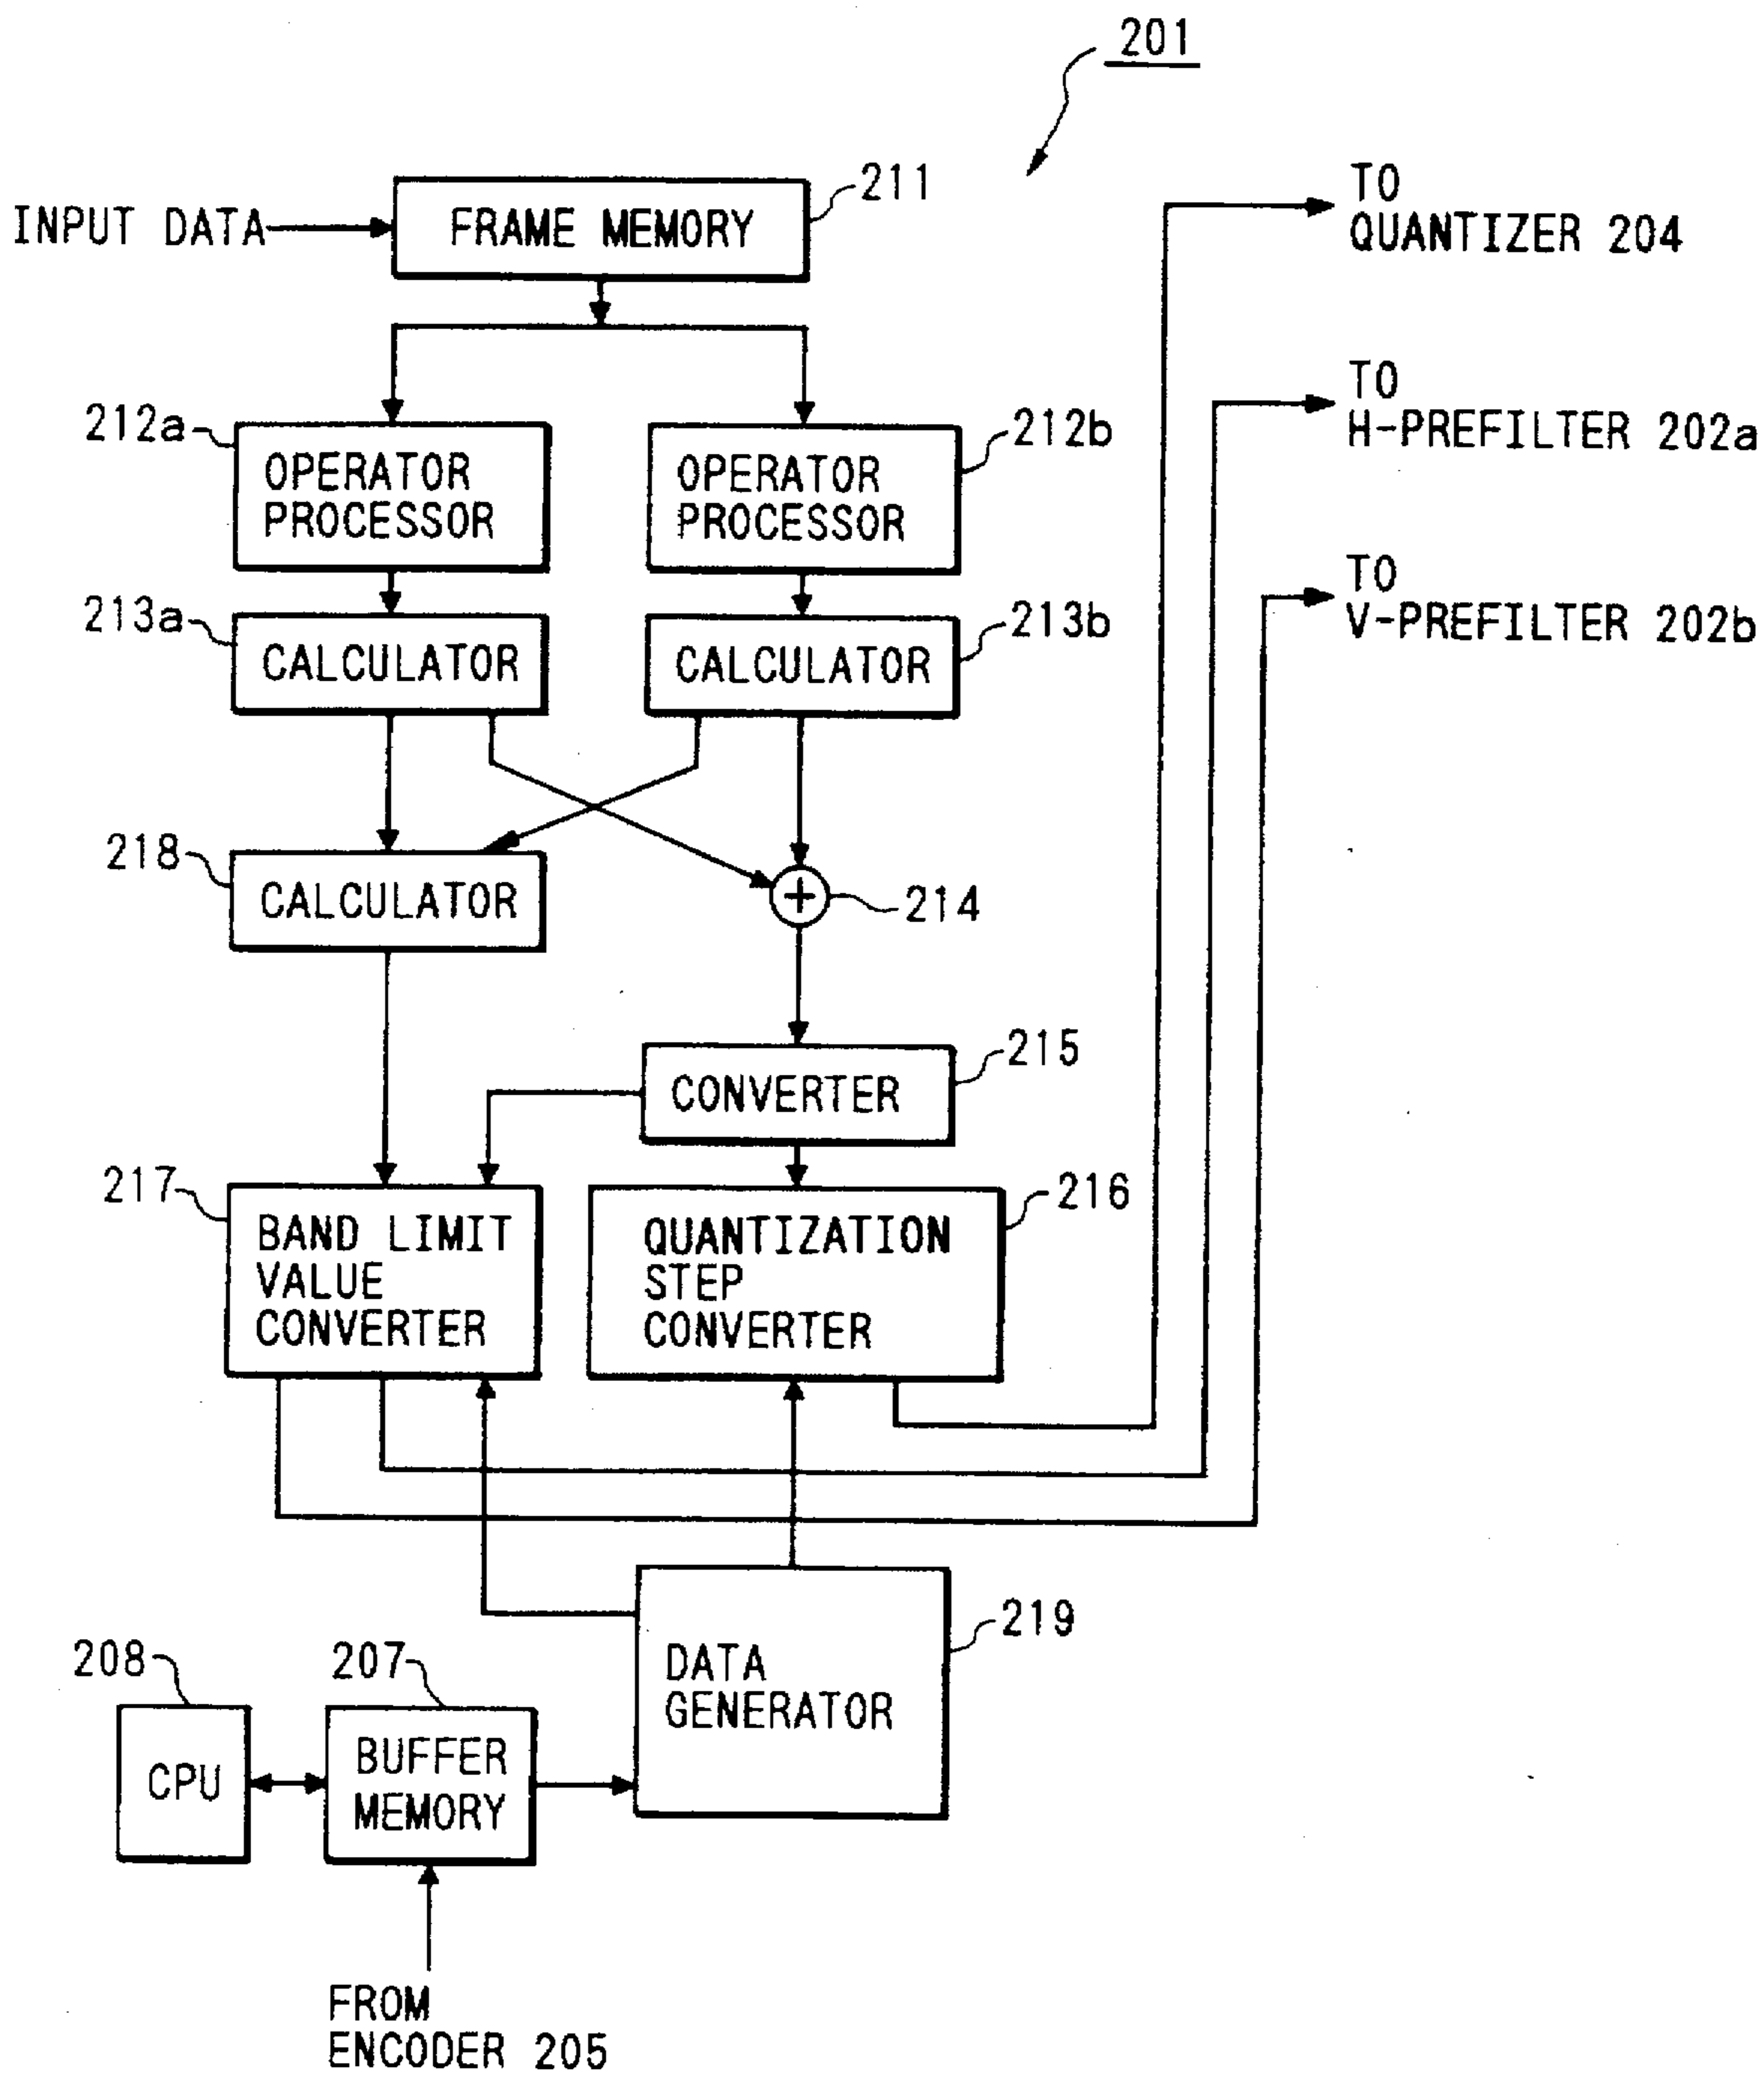 201
211
INPUT DATA
FRAME MEMORY
TO
QUANTIZER 204
TO
H-PREFILTER 202a
212a
OPERATOR
PROCESSOR
212b
OPERATOR
PROCESSOR
TO
V-PREFILTER 202b
213a
CALCULATOR
213b
CALCULATOR
218
CALCULATOR
+
214
215
CONVERTER
217
BAND LIMIT
VALUE
CONVERTER
216
QUANTIZATION
STEP
CONVERTER
219
DATA
GENERATOR
208
CPU
207
BUFFER
MEMORY
FROM
ENCODER 205